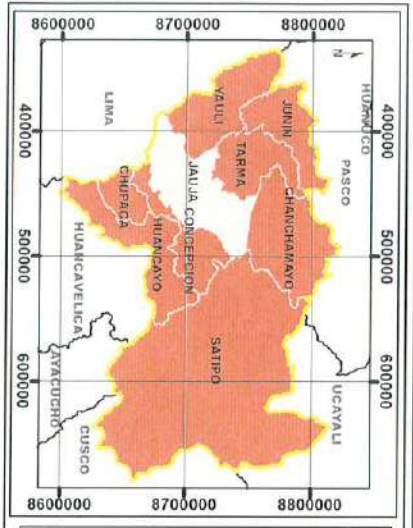 8600000
8700000
8800000
N
HUANUCO
PASCO
UCAYALI
LIMA
HUANCAVELICA
AYACUCHO
CUSCO
JUNIN
YAULI
TARMA
CHANCHAMAYO
JAUJA
CONCEPCION
CHUPACA
HUANCAYO
SATIPO
400000
500000
600000
400000
500000
600000
8600000
8700000
8800000